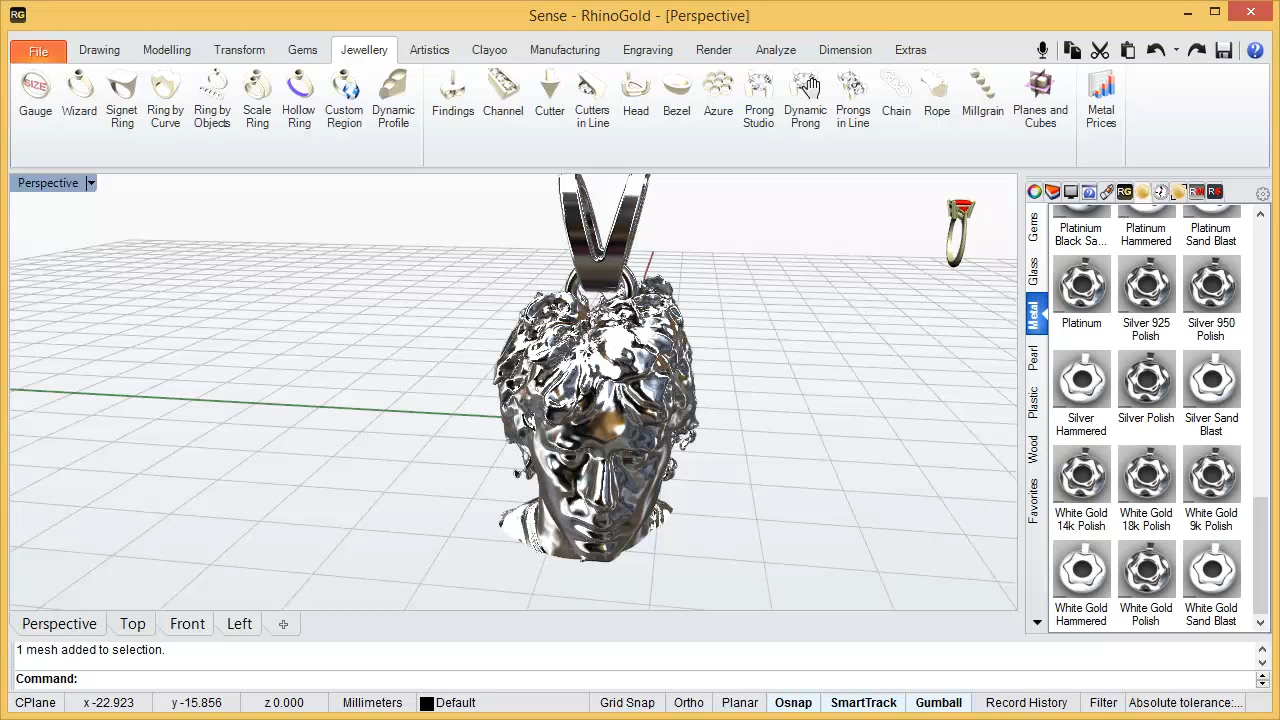 RG
Sense - RhinoGold - [Perspective]
File Drawing Modelling Transform Gems Jewellery Artistics Clayoo Manufacturing Engraving Render Analyze Dimension Extras
SIZE
Gauge Wizard Signet Ring Ring by Curve Ring by Objects Scale Ring Hollow Ring Custom Region Dynamic Profile Findings Channel Cutter Cutters in Line Head Bezel Azure Prong Studio Dynamic Prong Prongs in Line Chain Rope Millgrain Planes and Cubes Metal Prices
Perspective
RG
Gems
Glass
Metal
Pearl
Plastic
Wood
Favorites
Platinium Black Sa... Platinum Hammered Platinum Sand Blast
Platinum Silver 925 Polish Silver 950 Polish
Silver Hammered Silver Polish Silver Sand Blast
White Gold 14k Polish White Gold 18k Polish White Gold 9k Polish
White Gold Hammered White Gold Polish White Gold Sand Blast
Perspective Top Front Left
1 mesh added to selection.
Command:
CPlane x -22.923 y -15.856 z 0.000 Millimeters Default Grid Snap Ortho Planar Osnap SmartTrack Gumball Record History Filter Absolute tolerance:...